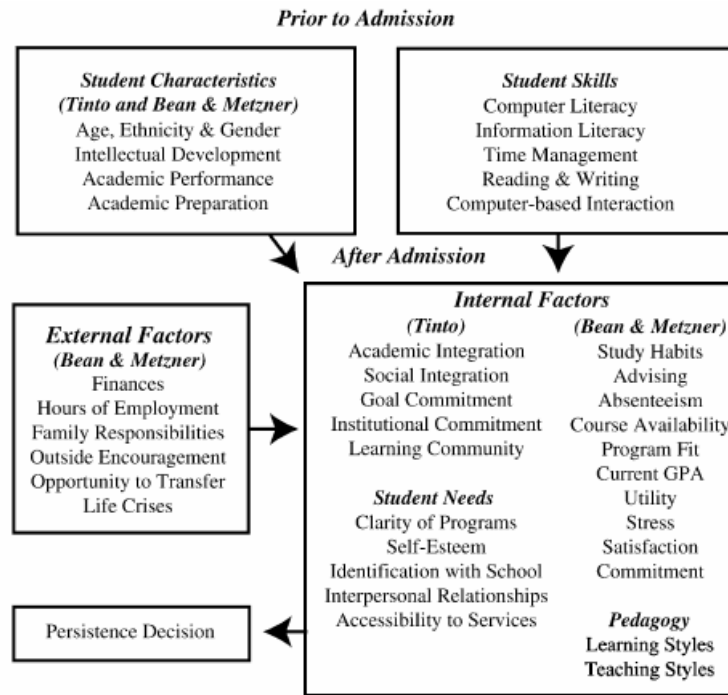 Prior to Admission
Student Characteristics
(Tinto and Bean & Metzner)
Age, Ethnicity & Gender
Intellectual Development
Academic Performance
Academic Preparation
Student Skills
Computer Literacy
Information Literacy
Time Management
Reading & Writing
Computer-based Interaction
After Admission
External Factors
(Bean & Metzner)
Finances
Hours of Employment
Family Responsibilities
Outside Encouragement
Opportunity to Transfer
Life Crises
Internal Factors
(Tinto)
Academic Integration
Social Integration
Goal Commitment
Institutional Commitment
Learning Community
Student Needs
Clarity of Programs
Self-Esteem
Identification with School
Interpersonal Relationships
Accessibility to Services
(Bean & Metzner)
Study Habits
Advising
Absenteeism
Course Availability
Program Fit
Current GPA
Utility
Stress
Satisfaction
Commitment
Pedagogy
Learning Styles
Teaching Styles
Persistence Decision